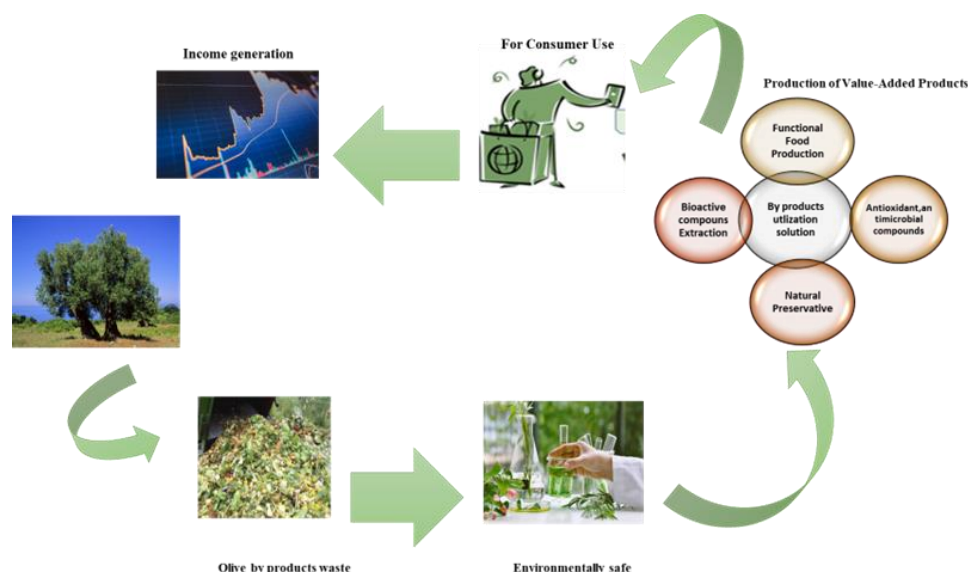 Income generation
For Consumer Use
Production of Value-Added Products
Functional
Food
Production
Bioactive
compouns
Extraction
By products
utlization
solution
Antioxidant,an
timicrobial
compounds
Natural
Preservative
Olive by products waste
Environmentally safe